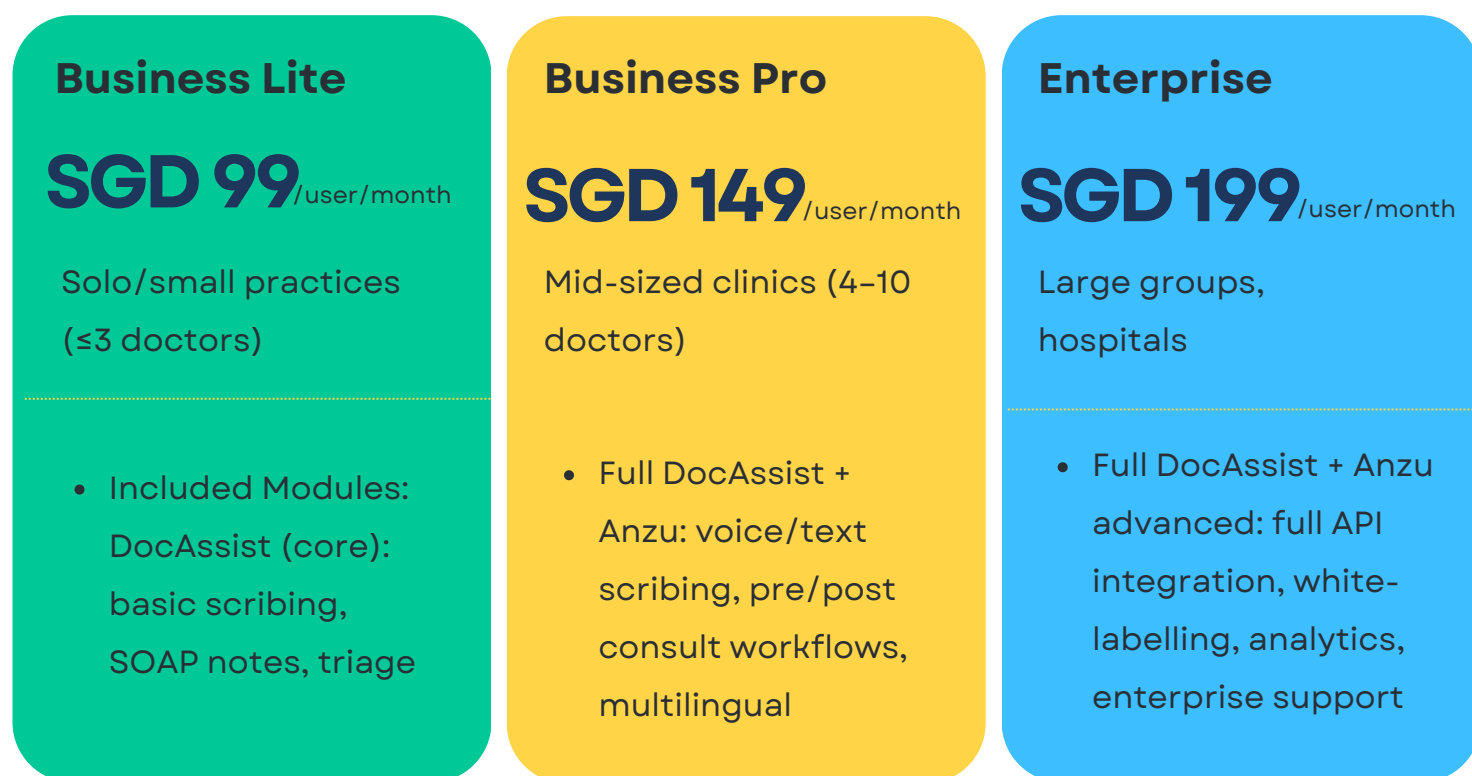 Business Lite
SGD 99/user/month
Solo/small practices
(≤3 doctors)
• Included Modules:
DocAssist (core):
basic scribing,
SOAP notes, triage
Business Pro
SGD 149/user/month
Mid-sized clinics (4–10
doctors)
• Full DocAssist +
Anzu: voice/text
scribing, pre/post
consult workflows,
multilingual
Enterprise
SGD 199/user/month
Large groups,
hospitals
• Full DocAssist + Anzu
advanced: full API
integration, white-
labelling, analytics,
enterprise support